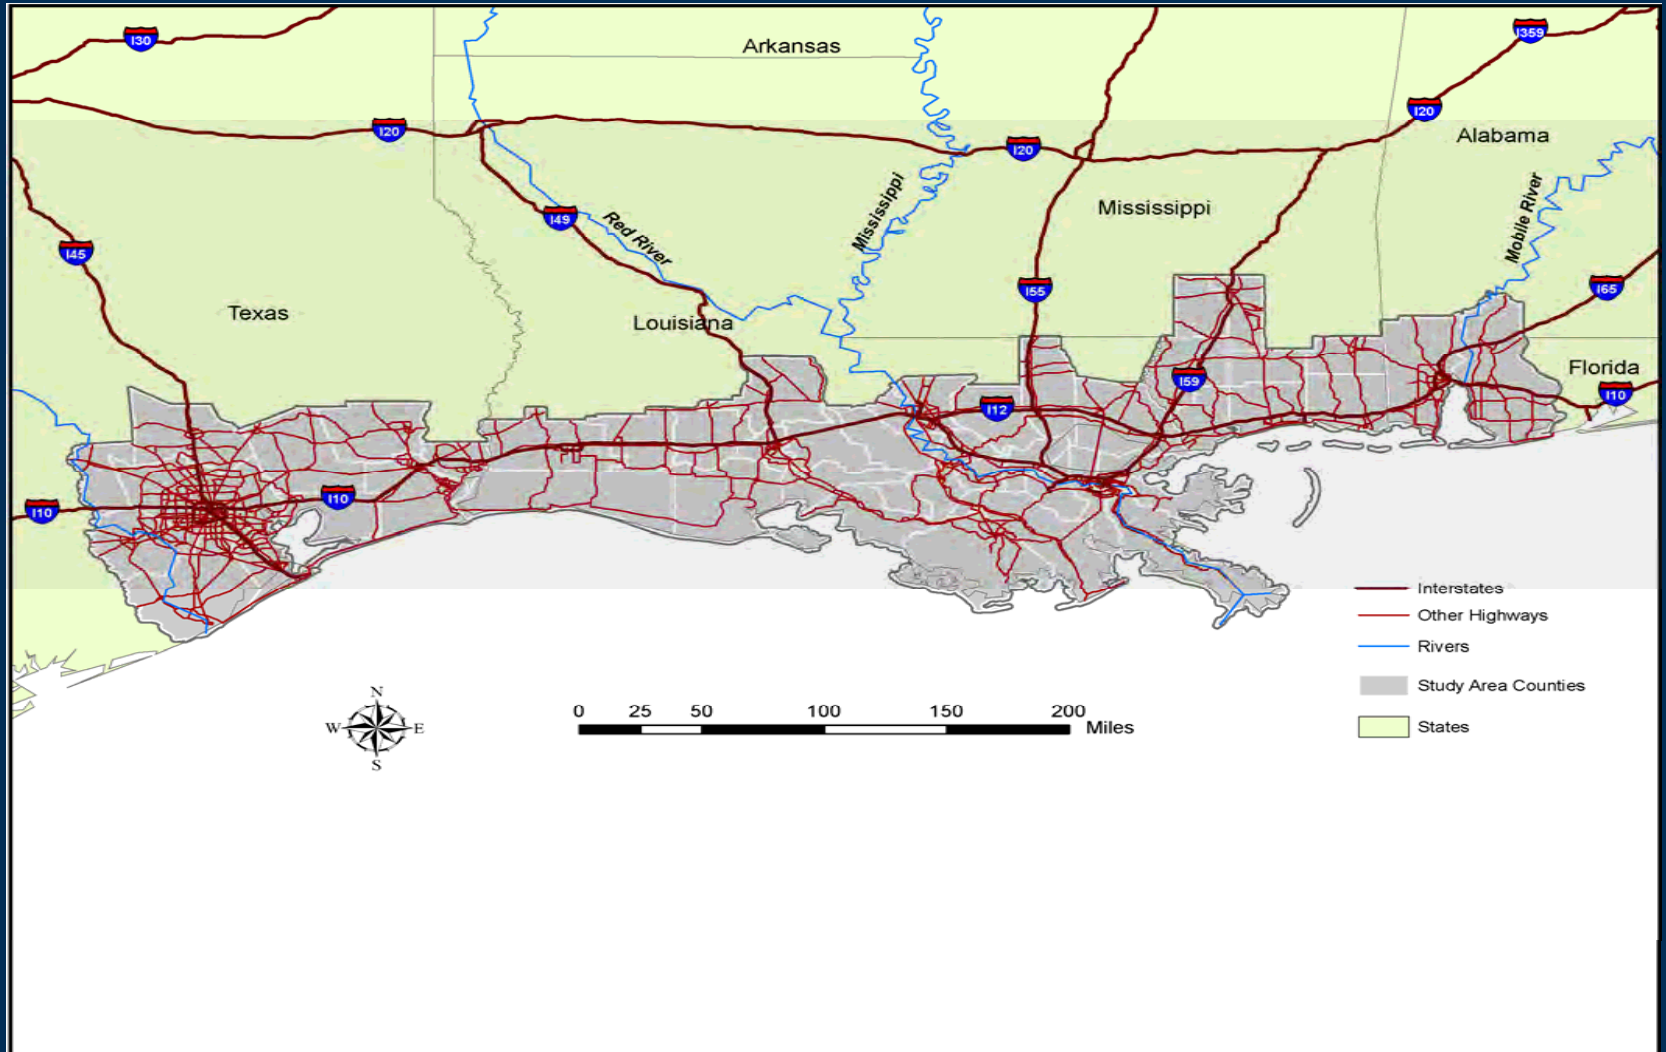 I30
Arkansas
I359
I20
I20
I20
Alabama
Mississippi
Mississippi
Red River
Mobile River
I49
I45
I55
I65
Texas
Louisiana
Florida
I59
I10
I12
I10
I10
Interstates
Other Highways
Rivers
Study Area Counties
States
N
W E
S
0 25 50 100 150 200
Miles